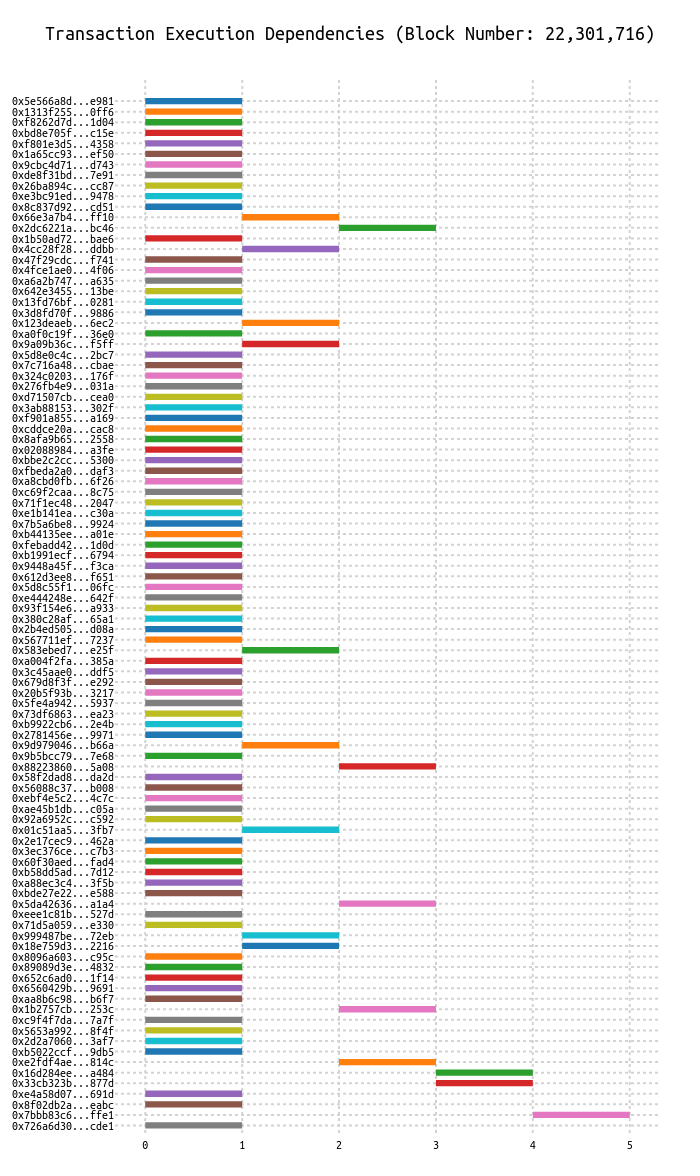 Transaction Execution Dependencies (Block Number: 22,301,716)
0x5e566a8d...e981
0x1313f255...0ff6
0xf8262d7d...1d04
0xbd8e705f...c15e
0xf801e3d5...4358
0x1a65cc93...ef50
0x9cbc4d71...d743
0xde8f31bd...7e91
0x26ba894c...cc87
0xe3bc91ed...9478
0x8c837d92...cd51
0x66e3a7b4...ff10
0x2dc6221a...bc46
0x1b50ad72...bae6
0x4cc28f28...ddbb
0x47f29cdc...f741
0x4fce1ae0...4f06
0xa6a2b747...a635
0x642e3455...13be
0x13fd76bf...0281
0x3d8fd70f...9886
0x123deaeb...6ec2
0xa0f0c19f...36e0
0x9a09b36c...f5ff
0x5d8e0c4c...2bc7
0x7c716a48...cbae
0x324c0203...176f
0x276fb4e9...031a
0xd71507cb...cea0
0x3ab88153...302f
0xf901a855...a169
0xcddce20a...cac8
0x8afa9b65...2558
0x02088984...a3fe
0xbbe2c2cc...5300
0xfbeda2a0...daf3
0xa8cbd0fb...6f26
0xc69f2caa...8c75
0x71f1ec48...2047
0xe1b141ea...c30a
0x7b5a6be8...9924
0xb44135ee...a01e
0xfebadd42...1d0d
0xb1991ecf...6794
0x9448a45f...f3ca
0x612d3ee8...f651
0x5d8c55f1...06fc
0xe444248e...642f
0x93f154e6...a933
0x380c28af...65a1
0x2b4ed505...d08a
0x567711ef...7237
0x583ebed7...e25f
0xa004f2fa...385a
0x3c45aae0...ddf5
0x679d8f3f...e292
0x20b5f93b...3217
0x5fe4a942...5937
0x73df6863...ea23
0xb9922cb6...2e4b
0x2781456e...9971
0x9d979046...b66a
0x9b5bcc79...7e68
0x88223860...5a08
0x58f2dad8...da2d
0x56088c37...b008
0xebf4e5c2...4c7c
0xae45b1db...c05a
0x92a6952c...c592
0x01c51aa5...3fb7
0x2e17cec9...462a
0x3ec376ce...c7b3
0x60f30aed...fad4
0xb58dd5ad...7d12
0xa88ec3c4...3f5b
0xbde27e22...e588
0x5da42636...a1a4
0xeee1c81b...527d
0x71d5a059...e330
0x999487be...72eb
0x18e759d3...2216
0x8096a603...c95c
0x89089d3e...4832
0x652c6ad0...1f14
0x6560429b...9691
0xaa8b6c98...b6f7
0x1b2757cb...253c
0xc9f4f7da...7a7f
0x5653a992...8f4f
0x2d2a7060...3af7
0xb5022ccf...9db5
0xe2fdf4ae...814c
0x16d284ee...a484
0x33cb323b...877d
0xe4a58d07...691d
0x8f02db2a...eabc
0x7bbb83c6...ffe1
0x726a6d30...cde1
0 1 2 3 4 5